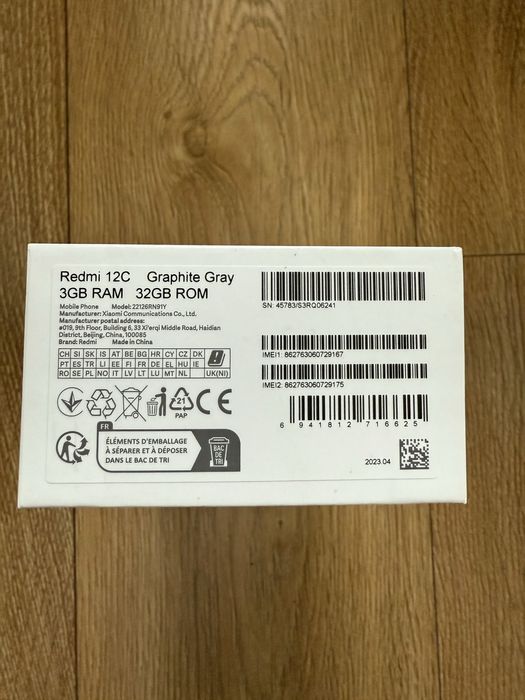 Redmi 12C Graphite Gray
3GB RAM 32GB ROM
Mobile Phone Model: 22126RN91Y
Manufacturer: Xiaomi Communications Co., Ltd.
Manufacturer postal address:
#019, 9th Floor, Building 6, 33 Xi'erqi Middle Road, Haidian
District, Beijing, China, 100085
Brand: Redmi Made in China
CH SI SK IS AT BE BG HR CY CZ DK
PT ES TR LI EE FI FR DE EL HU IE
RO SE PL NO IT LV LT LU MT NL UK(NI)
21
PAP
CE
FR
ÉLÉMENTS D'EMBALLAGE
À SÉPARER ET À DÉPOSER
DANS LE BAC DE TRI
BAC
DE
TRI
SN: 45783/S3RQ06241
IMEI1: 862763060729167
IMEI2: 862763060729175
6 941812 716625
2023.04